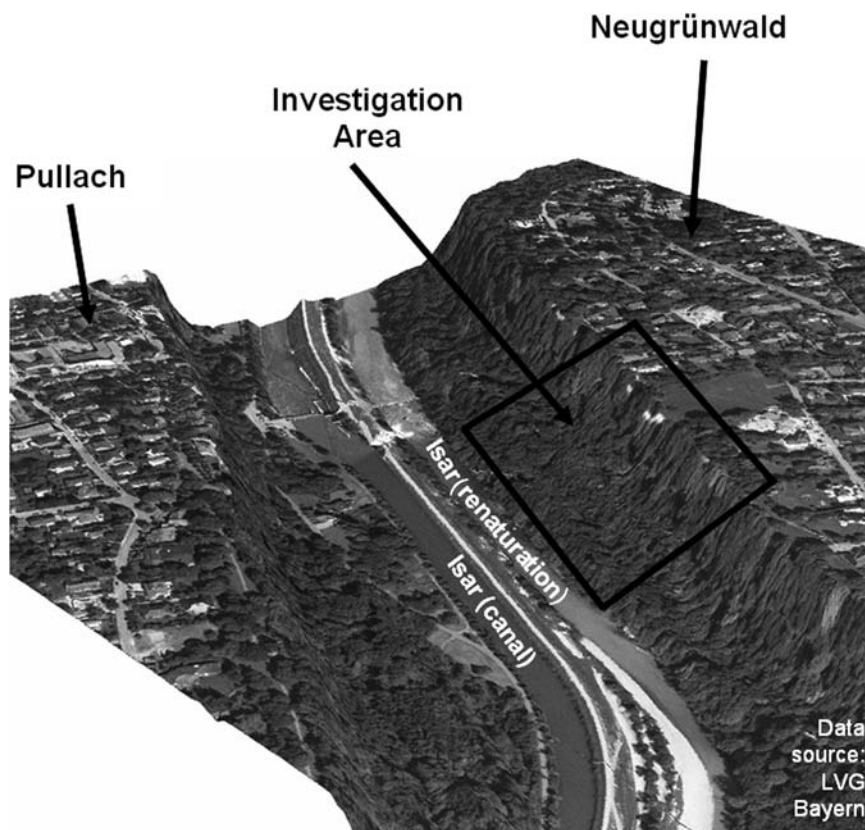 Neugrünwald
Investigation
Area
Pullach
Isar (renaturation)
Isar (canal)
Data
source:
LVG
Bayern